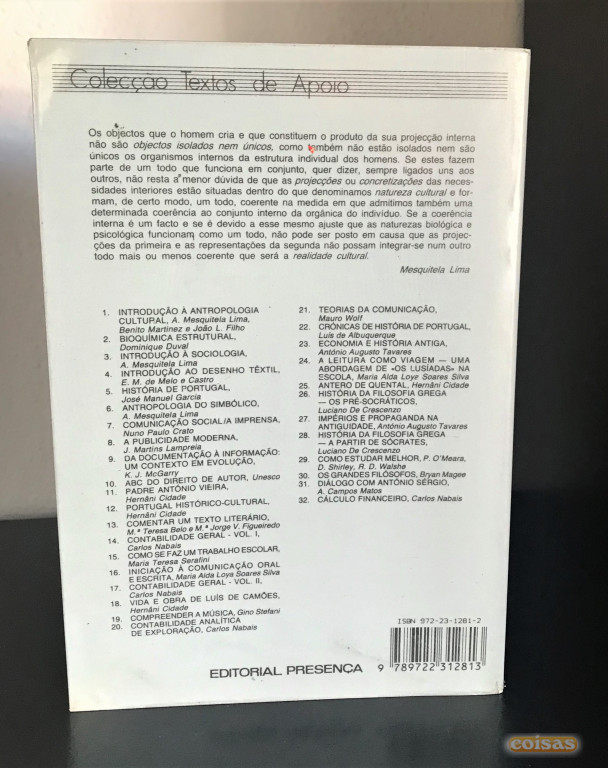 Colecção Textos de Apoio
Os objectos que o homem cria e que constituem o produto da sua projecção interna
não são objectos isolados nem únicos, como também não estão isolados nem são
únicos os organismos internos da estrutura individual dos homens. Se estes fazem
parte de um todo que funciona em conjunto, quer dizer, sempre ligados uns aos
outros, não resta a menor dúvida de que as projecções ou concretizações das neces-
sidades interiores estão situadas dentro do que denominamos natureza cultural e for-
mam, de certo modo, um todo, coerente na medida em que admitimos também uma
determinada coerência ao conjunto interno da orgânica do indivíduo. Se a coerência
interna é um facto e se é devido a esse mesmo ajuste que as naturezas biológica e
psicológica funcionam como um todo, não pode ser posto em causa que as projec-
ções da primeira e as representações da segunda não possam integrar-se num outro
todo mais ou menos coerente que será a realidade cultural.
Mesquitela Lima
1. INTRODUÇÃO À ANTROPOLOGIA
CULTURAL, A. Mesquitela Lima,
Benito Martinez e João L. Filho
2. BIOQUÍMICA ESTRUTURAL,
Dominique Duval
3. INTRODUÇÃO À SOCIOLOGIA,
A. Mesquitela Lima
4. INTRODUÇÃO AO DESENHO TÊXTIL,
E. M. de Melo e Castro
5. HISTÓRIA DE PORTUGAL,
José Manuel Garcia
6. ANTROPOLOGIA DO SIMBÓLICO,
A. Mesquitela Lima
7. COMUNICAÇÃO SOCIAL/A IMPRENSA,
Nuno Paulo Crato
8. A PUBLICIDADE MODERNA,
J. Martins Lampreia
9. DA DOCUMENTAÇÃO À INFORMAÇÃO:
UM CONTEXTO EM EVOLUÇÃO,
K. J. McGarry
10. ABC DO DIREITO DE AUTOR, Unesco
11. PADRE ANTÓNIO VIEIRA,
Hernâni Cidade
12. PORTUGAL HISTÓRICO-CULTURAL,
Hernâni Cidade
13. COMENTAR UM TEXTO LITERÁRIO,
M.ª Teresa Belo e M.ª Jorge V. Figueiredo
14. CONTABILIDADE GERAL - VOL. I,
Carlos Nabais
15. COMO SE FAZ UM TRABALHO ESCOLAR,
Maria Teresa Serafini
16. INICIAÇÃO À COMUNICAÇÃO ORAL
E ESCRITA, Maria Alda Loya Soares Silva
17. CONTABILIDADE GERAL - VOL. II,
Carlos Nabais
18. VIDA E OBRA DE LUÍS DE CAMÕES,
Hernâni Cidade
19. COMPREENDER A MÚSICA, Gino Stefani
20. CONTABILIDADE ANALÍTICA
DE EXPLORAÇÃO, Carlos Nabais
21. TEORIAS DA COMUNICAÇÃO,
Mauro Wolf
22. CRÓNICAS DE HISTÓRIA DE PORTUGAL,
Luís de Albuquerque
23. ECONOMIA E HISTÓRIA ANTIGA,
António Augusto Tavares
24. A LEITURA COMO VIAGEM — UMA
ABORDAGEM DE «OS LUSÍADAS» NA
ESCOLA, Maria Alda Loya Soares Silva
25. ANTERO DE QUENTAL, Hernâni Cidade
26. HISTÓRIA DA FILOSOFIA GREGA
— OS PRÉ-SOCRÁTICOS,
Luciano De Crescenzo
27. IMPÉRIOS E PROPAGANDA NA
ANTIGUIDADE, António Augusto Tavares
28. HISTÓRIA DA FILOSOFIA GREGA
— A PARTIR DE SÓCRATES,
Luciano De Crescenzo
29. COMO ESTUDAR MELHOR, P. O'Meara,
D. Shirley, R. D. Walshe
30. OS GRANDES FILÓSOFOS, Bryan Magee
31. DIÁLOGO COM ANTÓNIO SÉRGIO,
A. Campos Matos
32. CÁLCULO FINANCEIRO, Carlos Nabais
ISBN 972-23-1281-2
9 789722 312813
EDITORIAL PRESENÇA
coisas